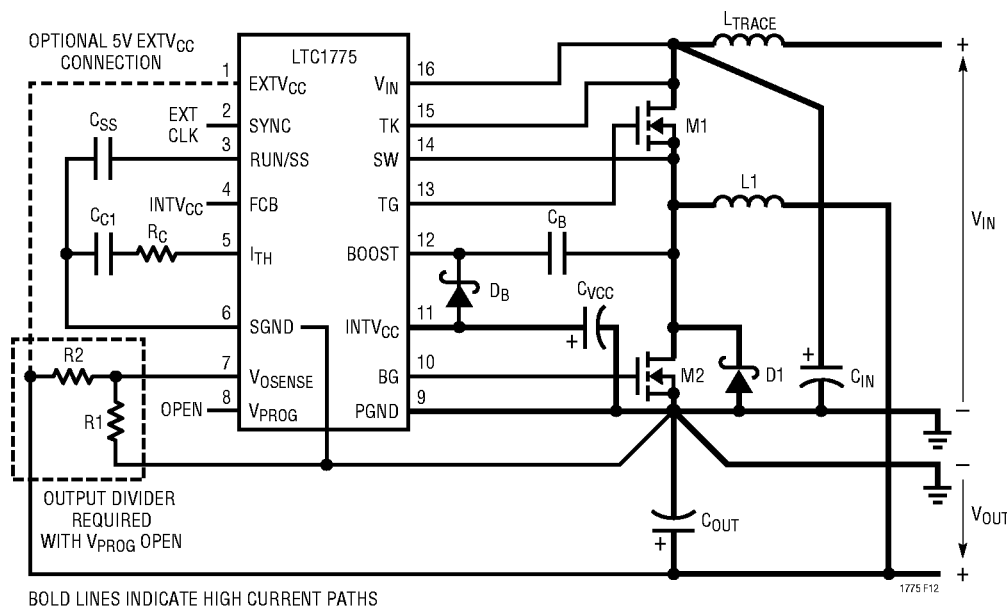 OPTIONAL 5V EXTVCC
CONNECTION
LTC1775
LTRACE
+
1
EXTVCC
VIN
16
2
EXT
CLK
SYNC
TK
15
M1
CSS
3
RUN/SS
SW
14
4
INTVCC
FCB
TG
13
L1
VIN
CC1
RC
5
ITH
BOOST
12
CB
DB
CVCC
6
SGND
INTVCC
11
+
R2
7
VOSENSE
BG
10
M2
D1
+
CIN
R1
OPEN
8
VPROG
PGND
9
−
−
OUTPUT DIVIDER
REQUIRED
WITH VPROG OPEN
COUT
+
VOUT
+
1775 F12
BOLD LINES INDICATE HIGH CURRENT PATHS